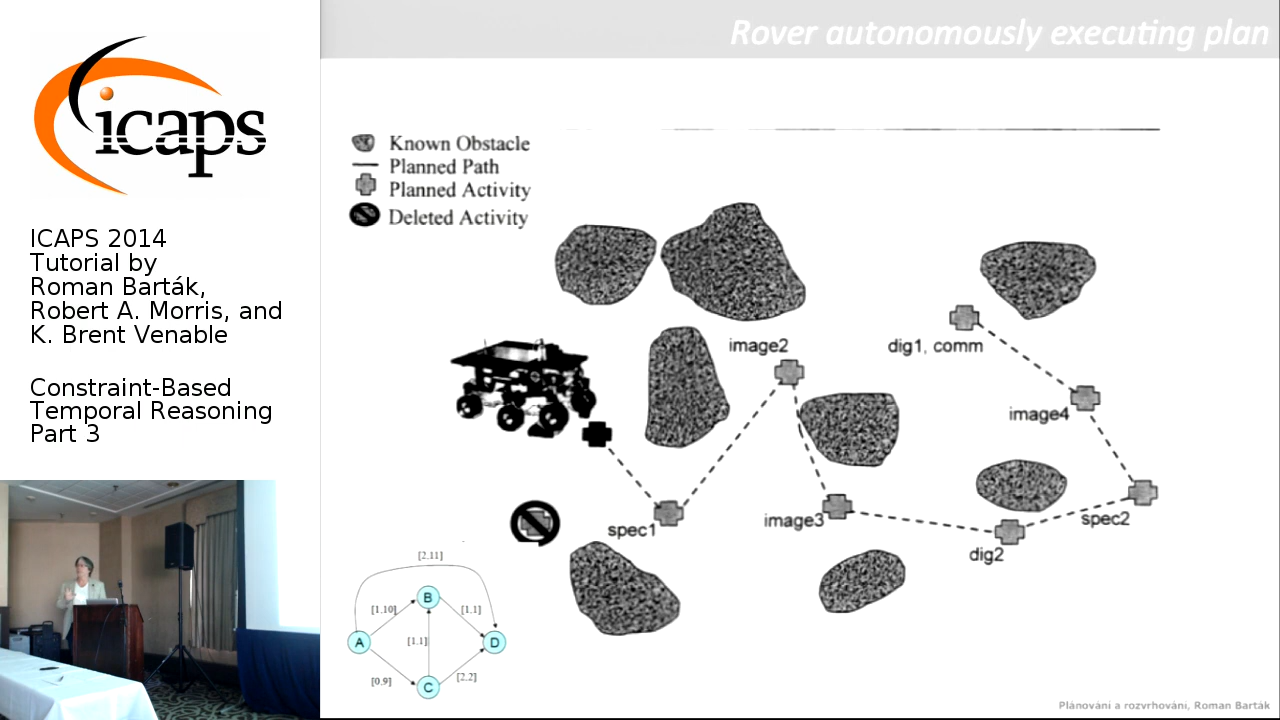 icaps
ICAPS 2014
Tutorial by
Roman Barták,
Robert A. Morris, and
K. Brent Venable
Constraint-Based
Temporal Reasoning
Part 3
Rover autonomously executing plan
Known Obstacle
Planned Path
Planned Activity
Deleted Activity
image2
dig1, comm
image4
spec1
image3
spec2
dig2
[2,11]
B
[1,10]
[1,1]
A
[1,1]
D
[0,9]
[2,2]
C
Plánování a rozvrhování, Roman Barták